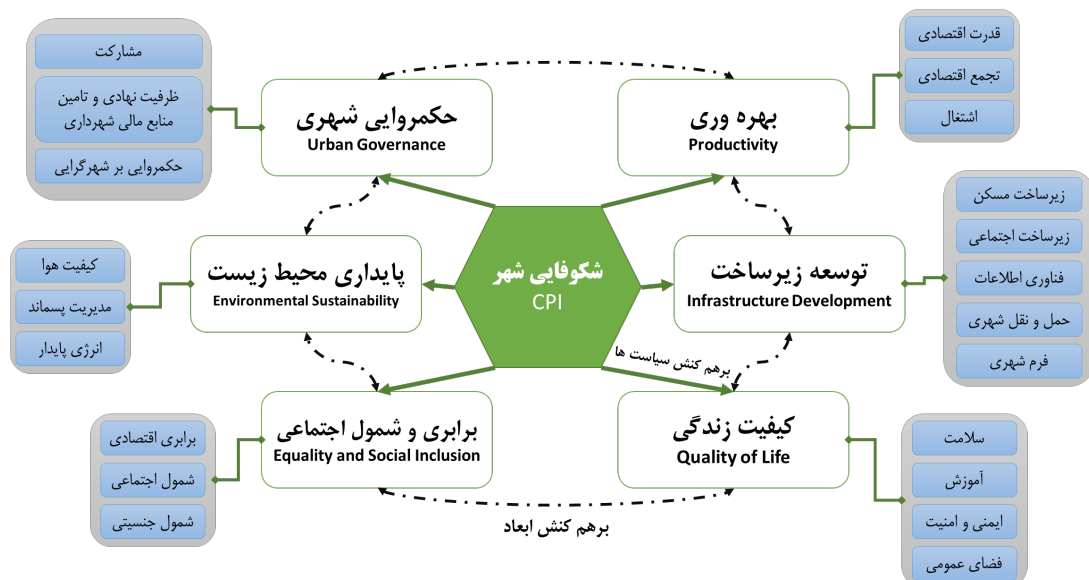 قدرت اقتصادی
تجمع اقتصادی
اشتغال
بهره وری
Productivity
مشارکت
ظرفیت نهادی و تامین
منابع مالی شهرداری
حکمروایی بر شهرگرایی
حکمروایی شهری
Urban Governance
زیرساخت مسکن
زیرساخت اجتماعی
فناوری اطلاعات
حمل و نقل شهری
فرم شهری
توسعه زیرساخت
Infrastructure Development
شکوفایی شهر
CPI
پایداری محیط زیست
Environmental Sustainability
کیفیت هوا
مدیریت پسماند
انرژی پایدار
برهم کنش سیاست ها
سلامت
آموزش
ایمنی و امنیت
فضای عمومی
کیفیت زندگی
Quality of Life
برابری و شمول اجتماعی
Equality and Social Inclusion
برابری اقتصادی
شمول اجتماعی
شمول جنسیتی
برهم کنش ابعاد